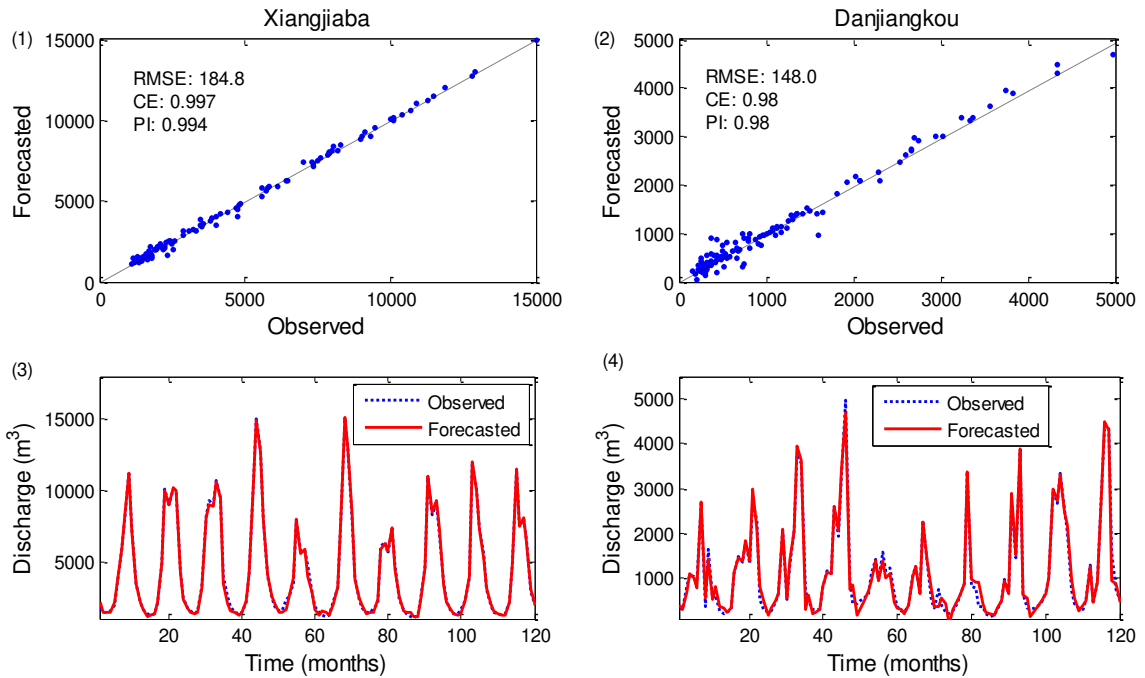 Xiangjiaba
(1)
15000
10000
5000
0
Forecasted
RMSE: 184.8
CE: 0.997
PI: 0.994
0 5000 10000 15000
Observed
Danjiangkou
(2)
5000
4000
3000
2000
1000
0
Forecasted
RMSE: 148.0
CE: 0.98
PI: 0.98
0 1000 2000 3000 4000 5000
Observed
(3)
15000
10000
5000
Discharge (m³)
Observed
Forecasted
20 40 60 80 100 120
Time (months)
(4)
5000
4000
3000
2000
1000
Discharge (m³)
Observed
Forecasted
20 40 60 80 100 120
Time (months)